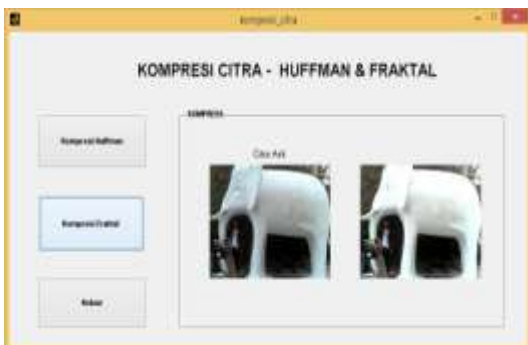 kompresi_citra
KOMPRESI CITRA - HUFFMAN & FRAKTAL
KOMPRESI
Kompresi Huffman
Citra Asli
Kompresi Fraktal
Keluar